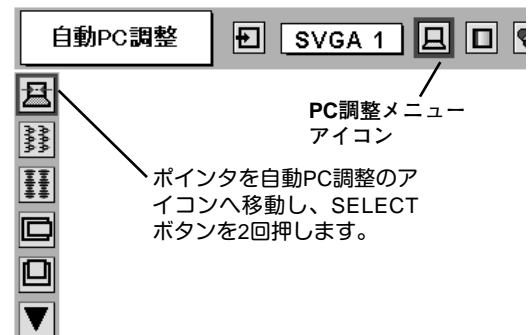 自動PC調整
SVGA 1
PC調整メニュー
アイコン
ポインタを自動PC調整のア
イコンへ移動し、SELECT
ボタンを2回押します。